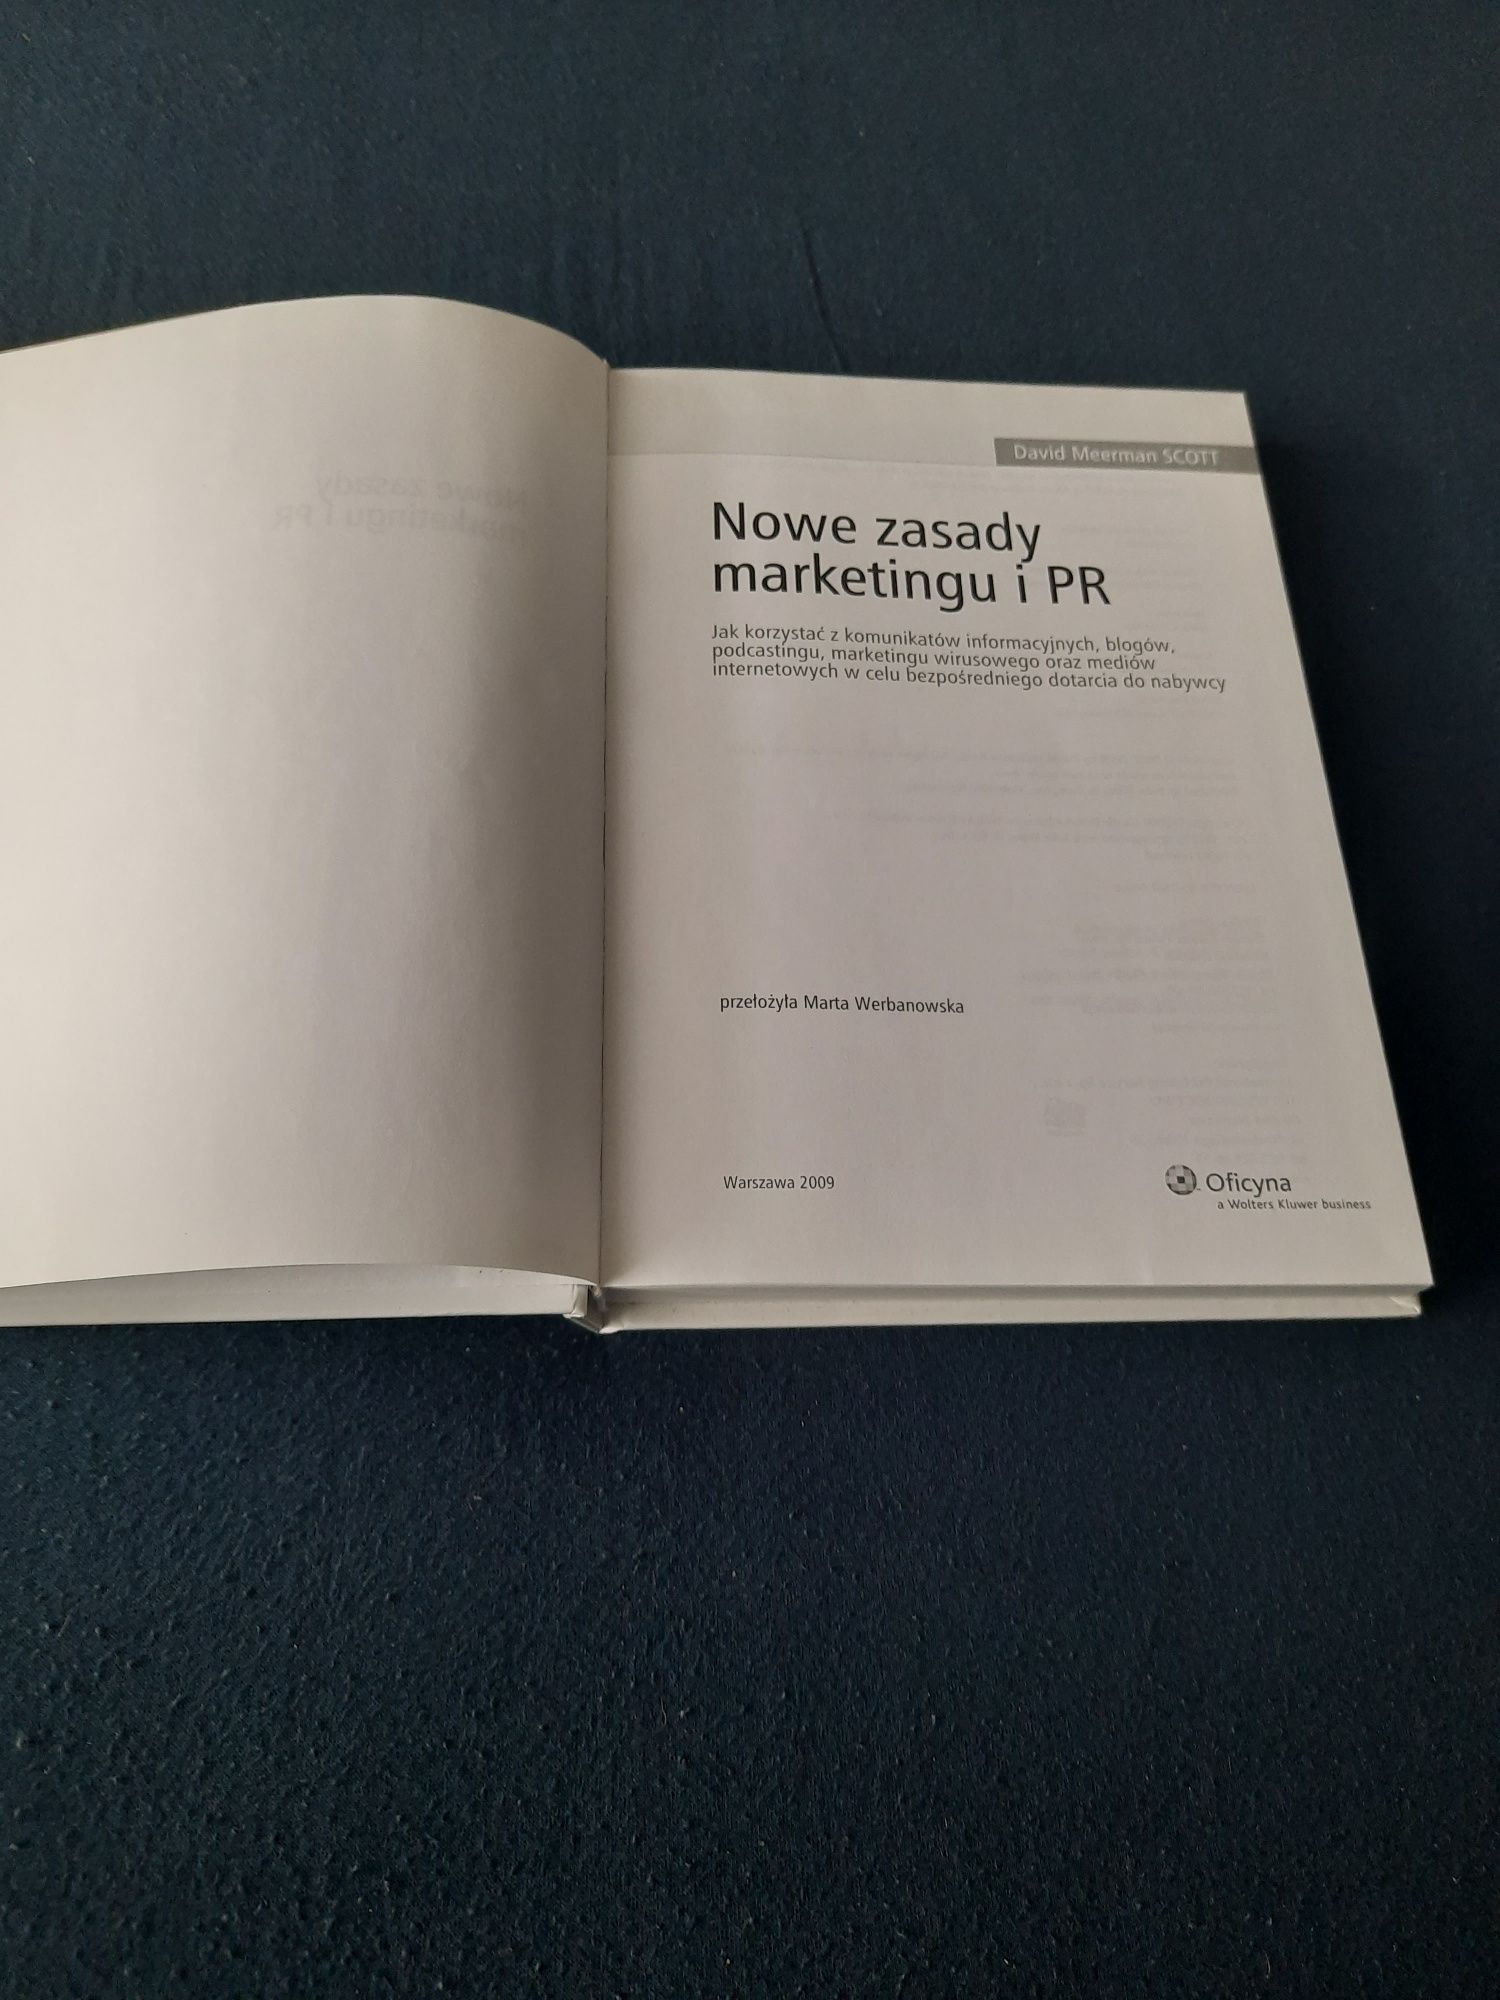 David Meerman SCOTT
Nowe zasady
marketingu i PR
Jak korzystać z komunikatów informacyjnych, blogów,
podcastingu, marketingu wirusowego oraz mediów
internetowych w celu bezpośredniego dotarcia do nabywcy
przełożyła Marta Werbanowska
Warszawa 2009
Oficyna
a Wolters Kluwer business